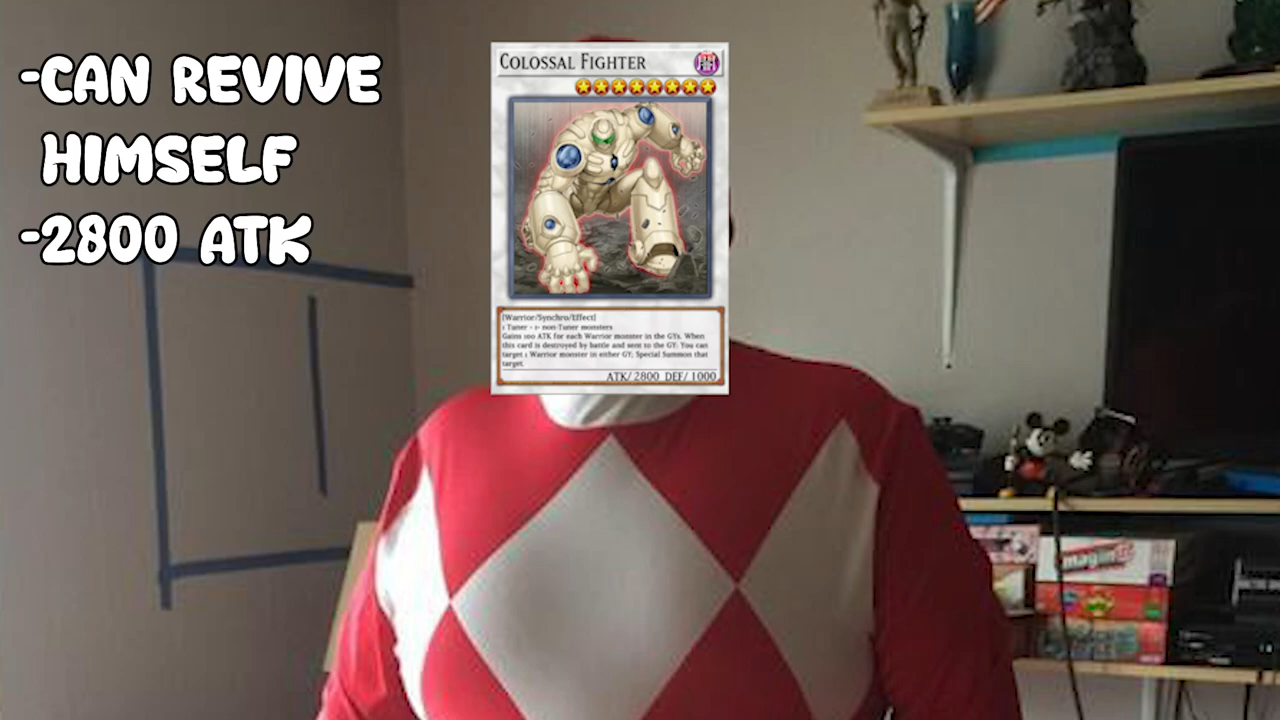 -CAN REVIVE
HIMSELF
-2800 ATK
COLOSSAL FIGHTER
[Warrior/Synchro/Effect]
1 Tuner + 1+ non-Tuner monsters
Gains 100 ATK for each Warrior monster in the GYs. When
this card is destroyed by battle and sent to the GY: You can
target 1 Warrior monster in either GY; Special Summon that
target.
ATK/ 2800 DEF/ 1000